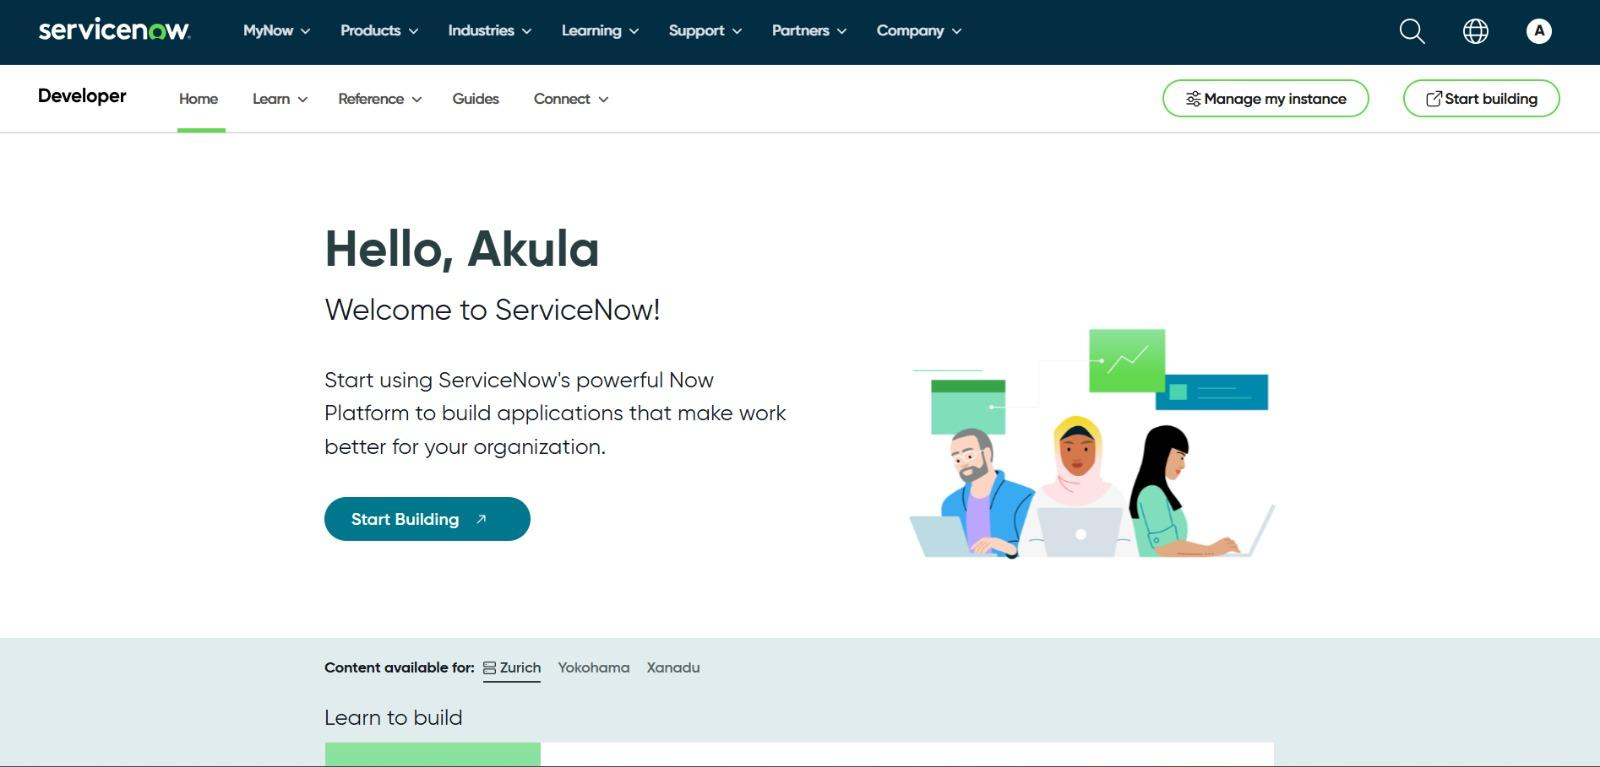 servicenow
MyNow Products Industries Learning Support Partners Company A
Developer Home Learn Reference Guides Connect Manage my instance Start building
Hello, Akula
Welcome to ServiceNow!
Start using ServiceNow's powerful Now
Platform to build applications that make work
better for your organization.
Start Building
Content available for: Zurich Yokohama Xanadu
Learn to build